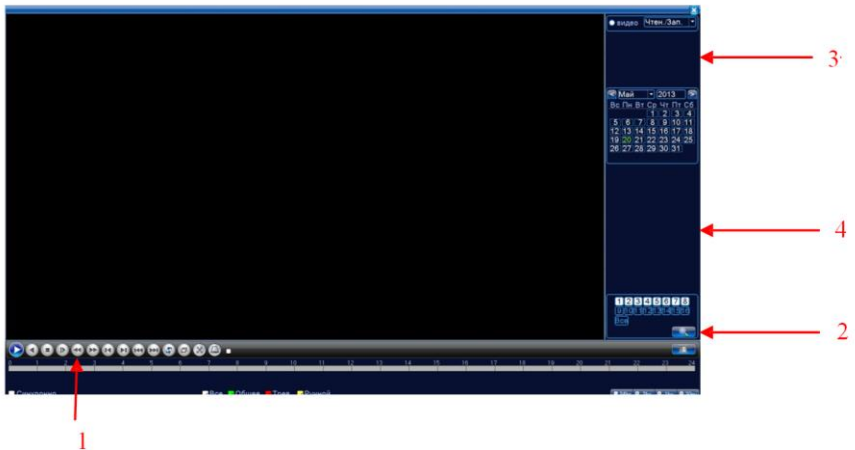 видео Чтен./Зап.
3
Май 2013
Вс Пн Вт Ср Чт Пт Сб
1 2 3 4
5 6 7 8 9 10 11
12 13 14 15 16 17 18
19 20 21 22 23 24 25
26 27 28 29 30 31
4
1 2 3 4 5 6 7 8
Все
2
0 1 2 3 4 5 6 7 8 9 10 11 12 13 14 15 16 17 18 19 20 21 22 23 24
Синхронно Все Общее Трев. Ручной
1